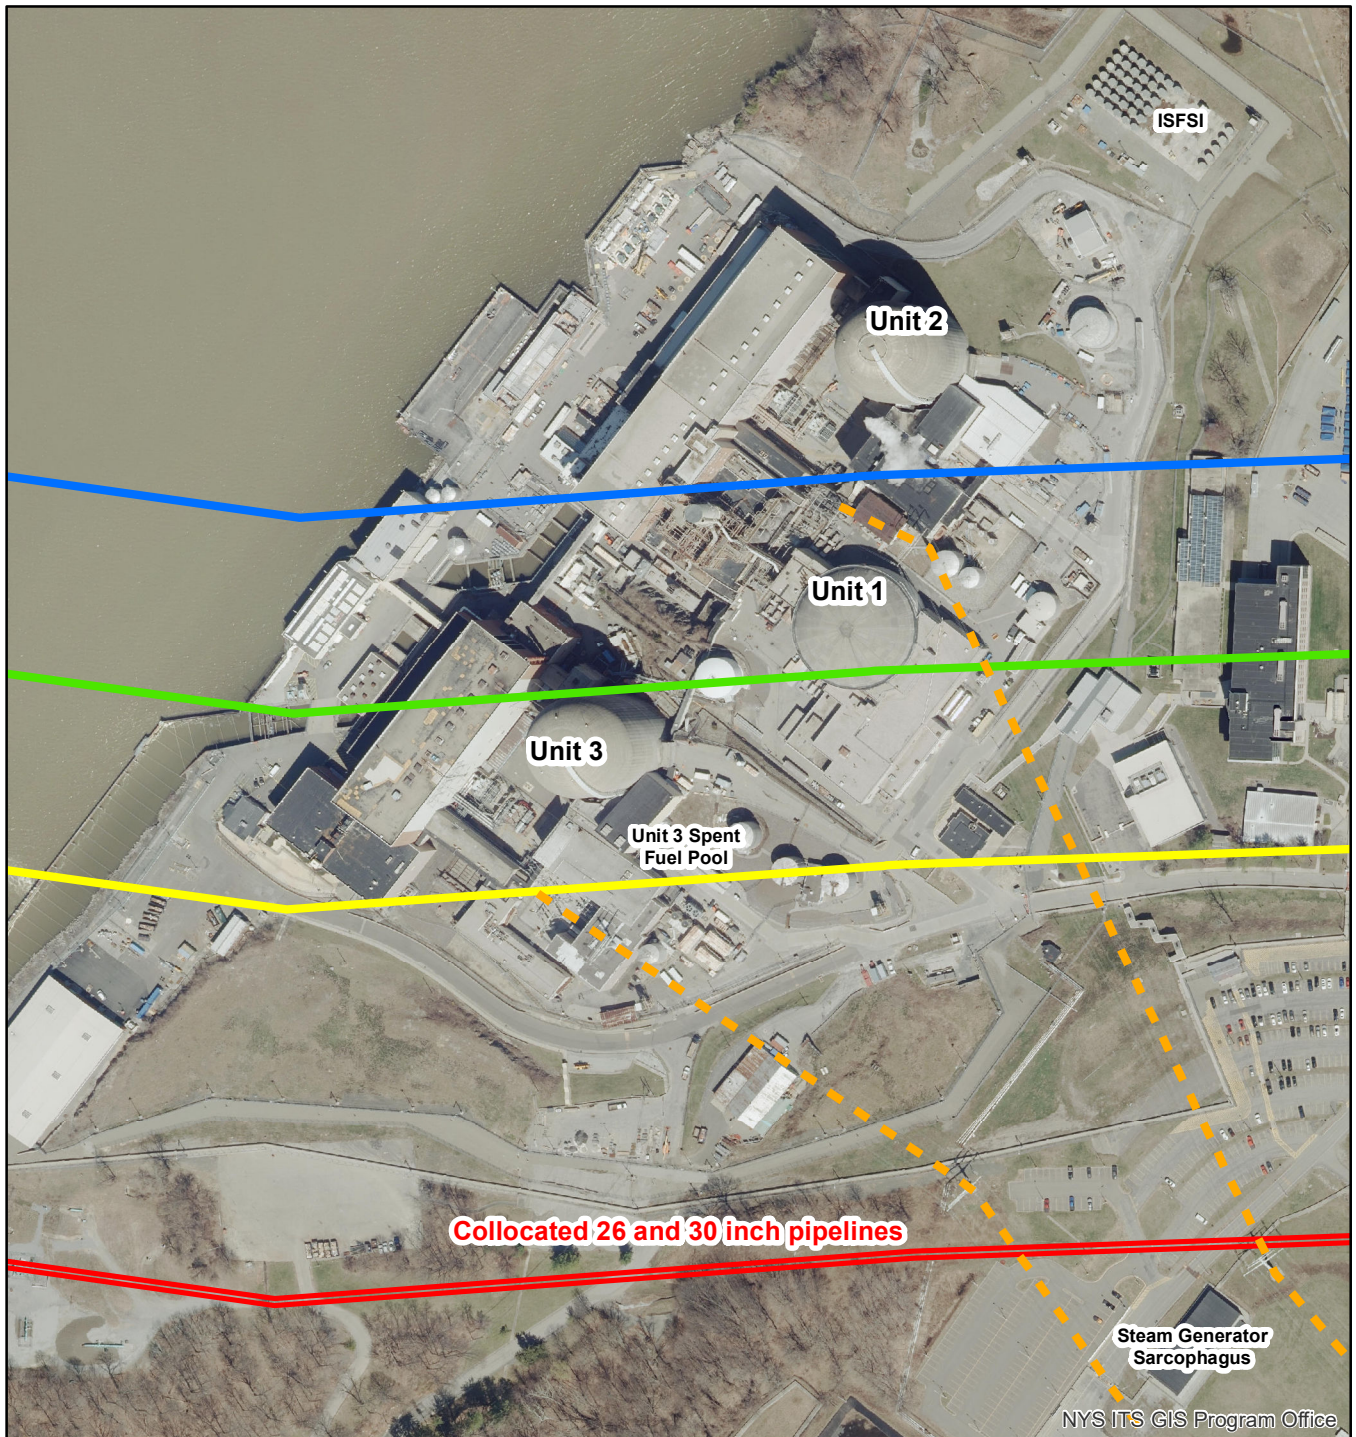 ISFSI
Unit 2
Unit 1
Unit 3
Unit 3 Spent
Fuel Pool
Collocated 26 and 30 inch pipelines
Steam Generator
Sarcophagus
NYS ITS GIS Program Office